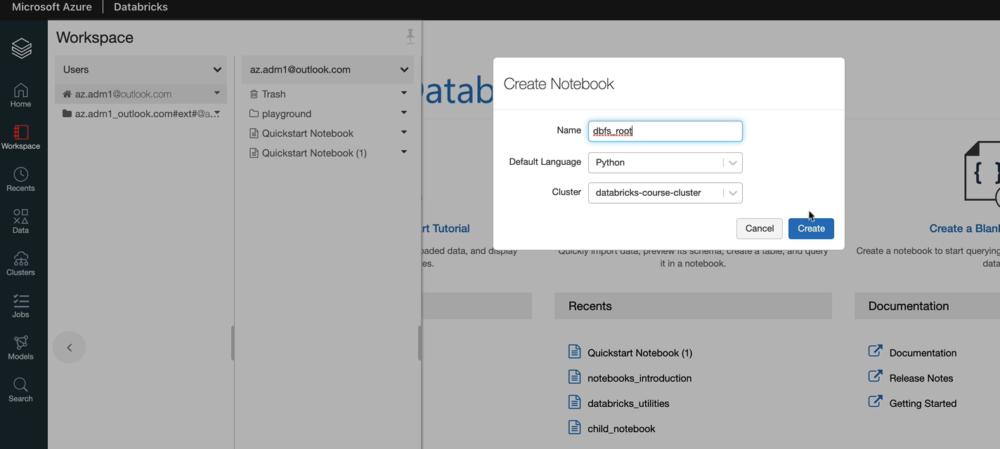 Microsoft Azure | Databricks
Workspace
Users
az.adm1@outlook.com
az.adm1_outlook.com#ext#@a...
az.adm1@outlook.com
Trash
playground
Quickstart Notebook
Quickstart Notebook (1)
Home
Workspace
Recents
Data
Clusters
Jobs
Models
Search
Create Notebook
Name dbfs_root
Default Language Python
Cluster databricks-course-cluster
Cancel Create
Datab
rt Tutorial
oaded data, and display
es.
Quickly import data, preview its schema, create a table, and query
it in a notebook.
Create a Blan
Create a notebook to start querying
data
Recents
Quickstart Notebook (1)
notebooks_introduction
databricks_utilities
child_notebook
Documentation
Documentation
Release Notes
Getting Started